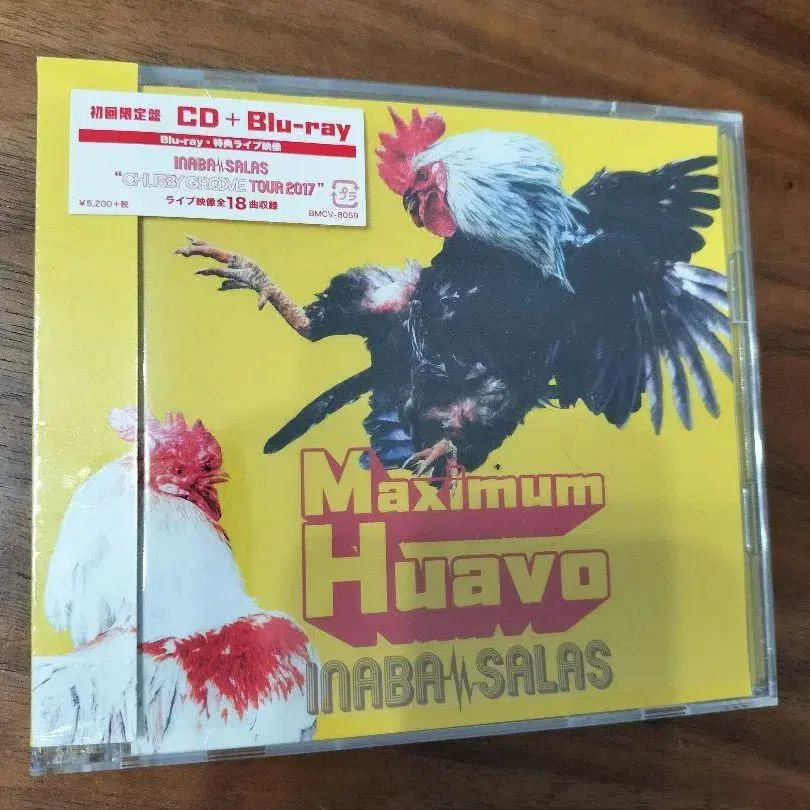 初回限定盤 CD + Blu-ray
Blu-ray・特典ライブ映像
INABA SALAS
“CHUBBY GROOVE TOUR 2017”
¥5,200+税 ライブ映像全18曲収録
プラ
BMCV-8059
Maximum
Huavo
INABA SALAS